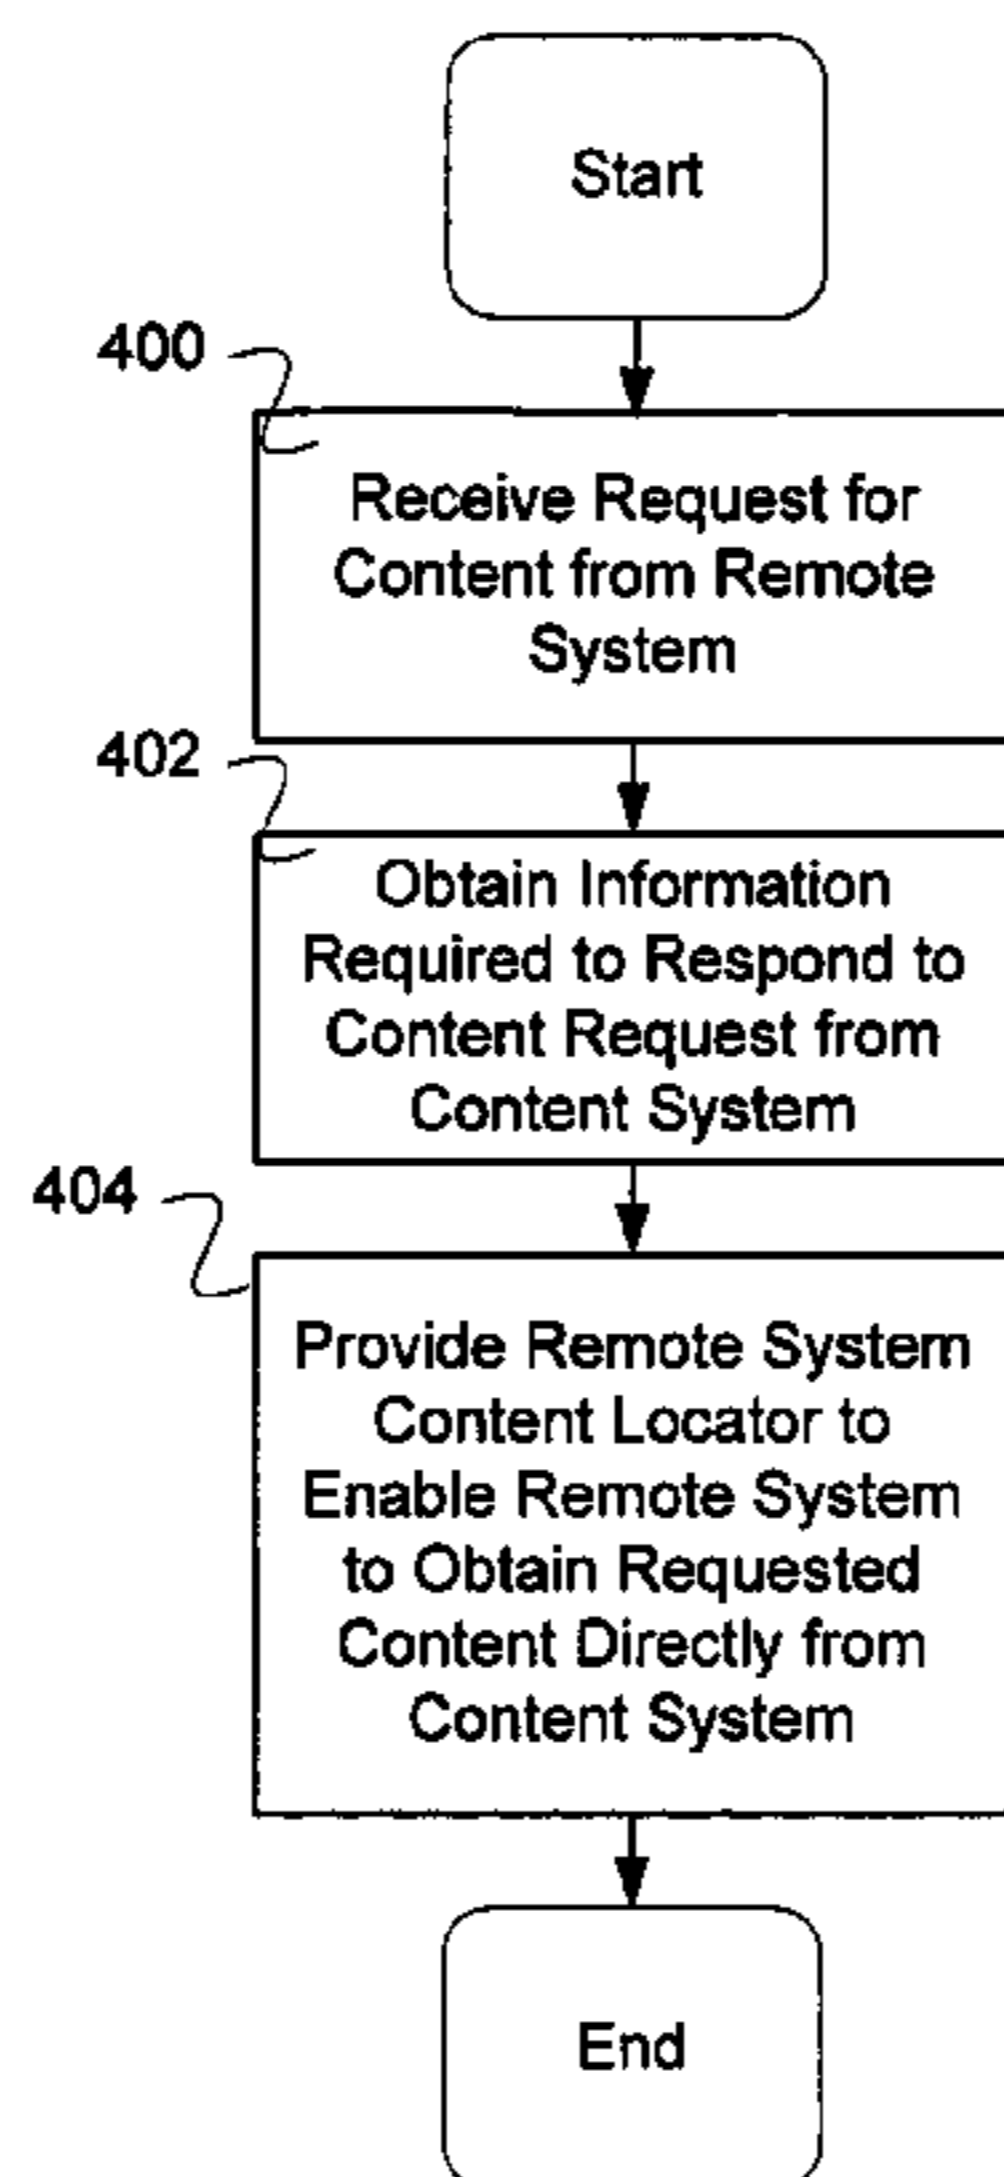 Start
400
Receive Request for
Content from Remote
System
402
Obtain Information
Required to Respond to
Content Request from
Content System
404
Provide Remote System
Content Locator to
Enable Remote System
to Obtain Requested
Content Directly from
Content System
End